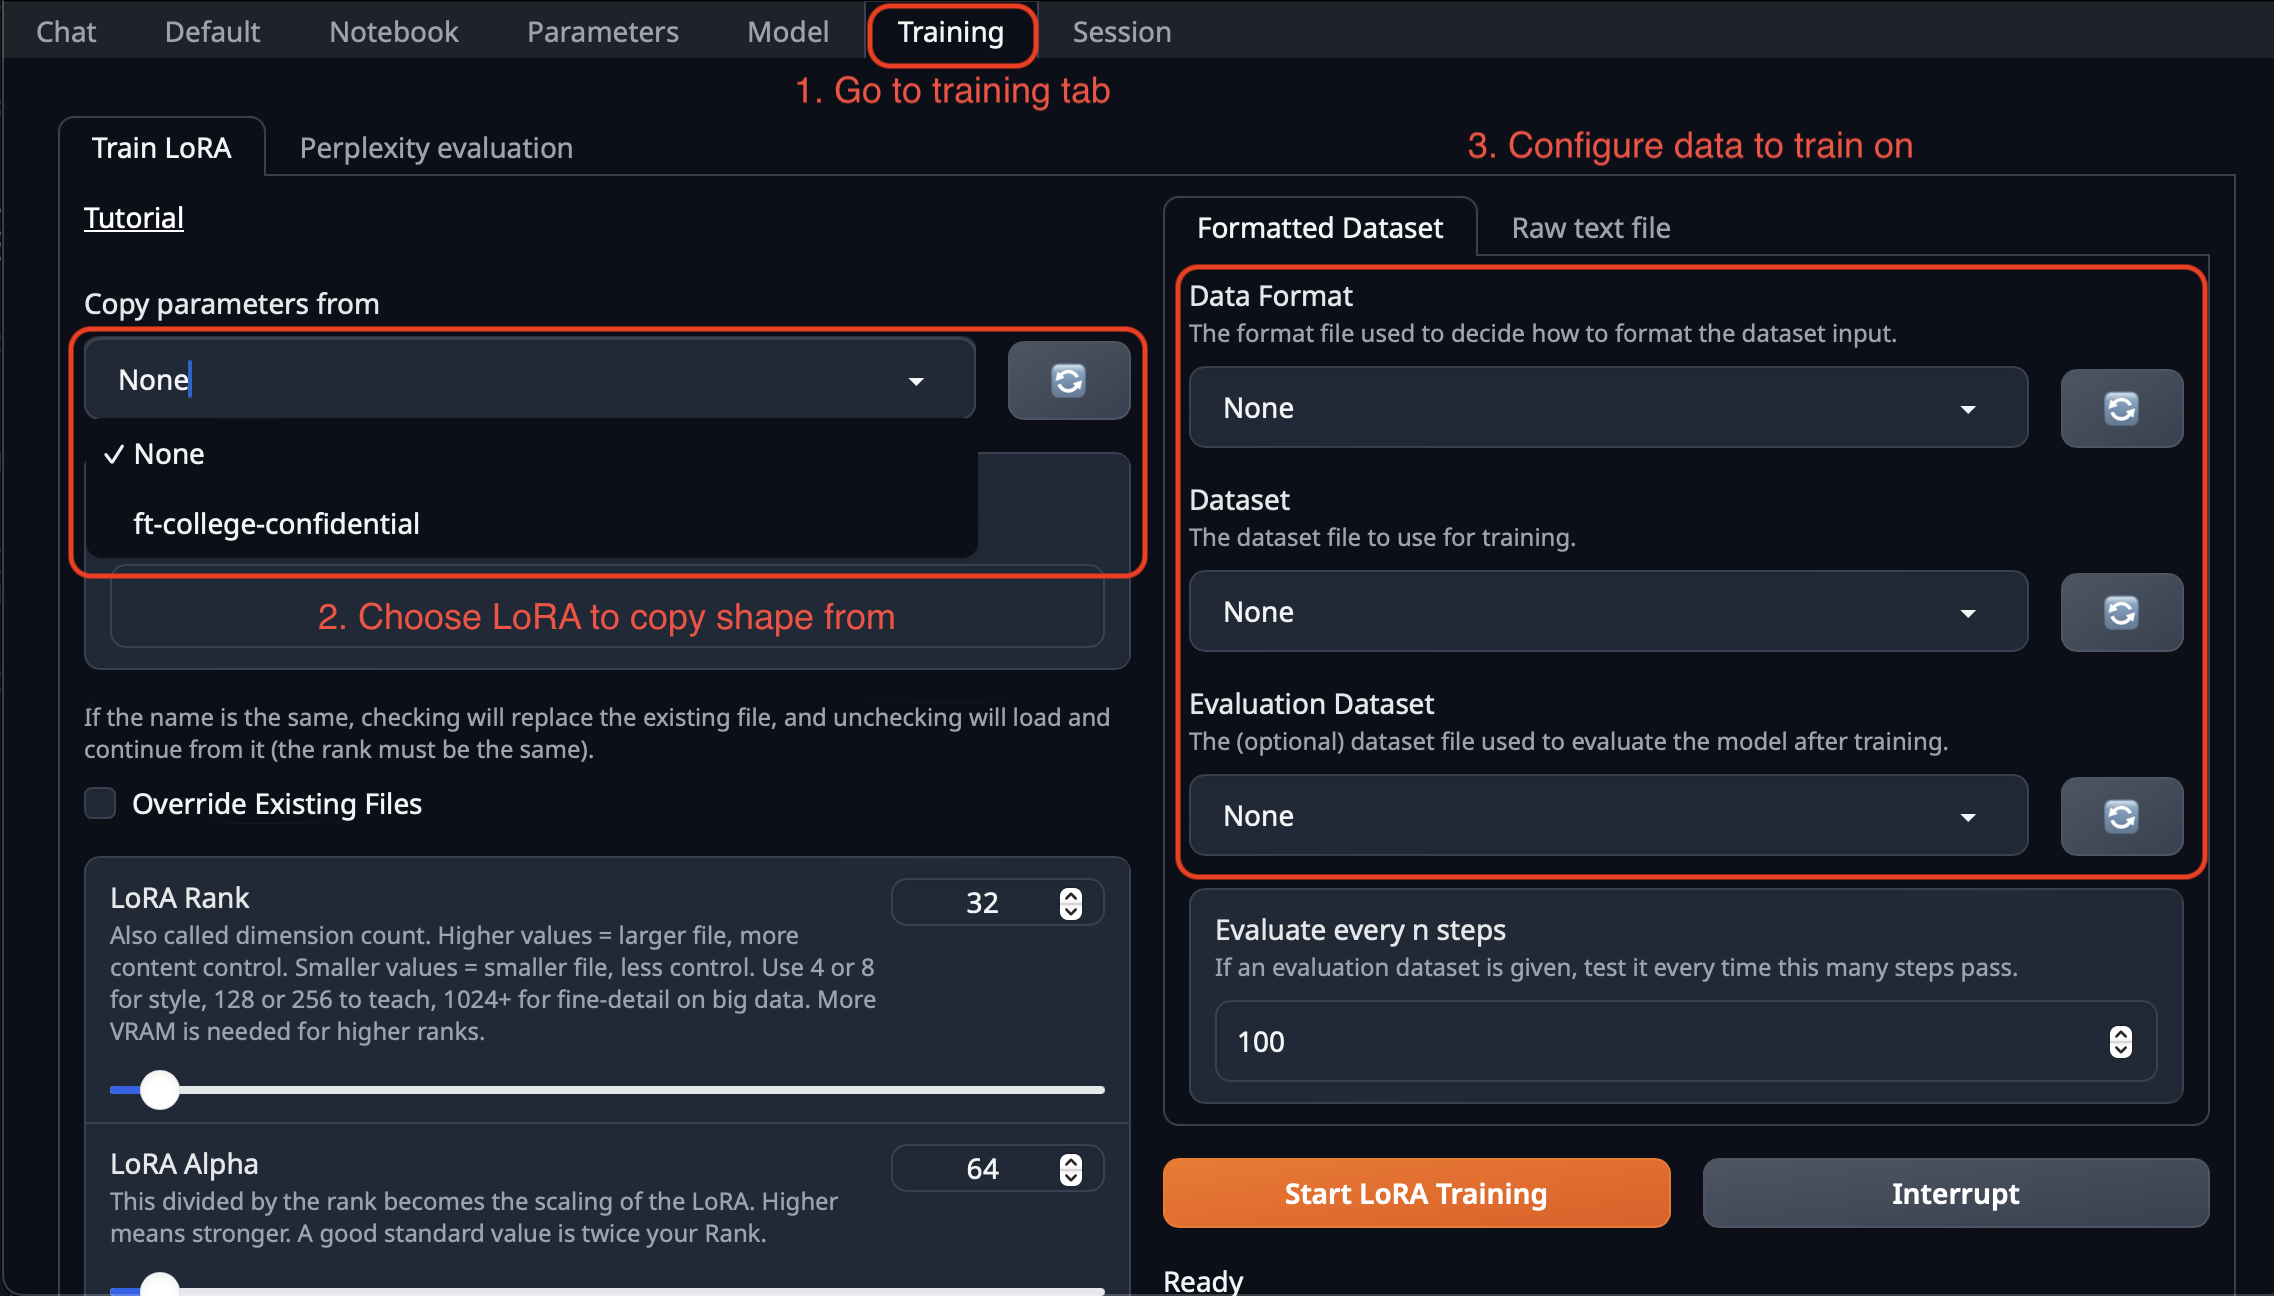 Chat Default Notebook Parameters Model Training Session
1. Go to training tab
Train LoRA Perplexity evaluation
3. Configure data to train on
Tutorial
Copy parameters from
None
✓ None
ft-college-confidential
2. Choose LoRA to copy shape from
If the name is the same, checking will replace the existing file, and unchecking will load and
continue from it (the rank must be the same).
Override Existing Files
LoRA Rank
32
Also called dimension count. Higher values = larger file, more
content control. Smaller values = smaller file, less control. Use 4 or 8
for style, 128 or 256 to teach, 1024+ for fine-detail on big data. More
VRAM is needed for higher ranks.
LoRA Alpha
64
This divided by the rank becomes the scaling of the LoRA. Higher
means stronger. A good standard value is twice your Rank.
Formatted Dataset Raw text file
Data Format
The format file used to decide how to format the dataset input.
None
Dataset
The dataset file to use for training.
None
Evaluation Dataset
The (optional) dataset file used to evaluate the model after training.
None
Evaluate every n steps
If an evaluation dataset is given, test it every time this many steps pass.
100
Start LoRA Training Interrupt
Ready